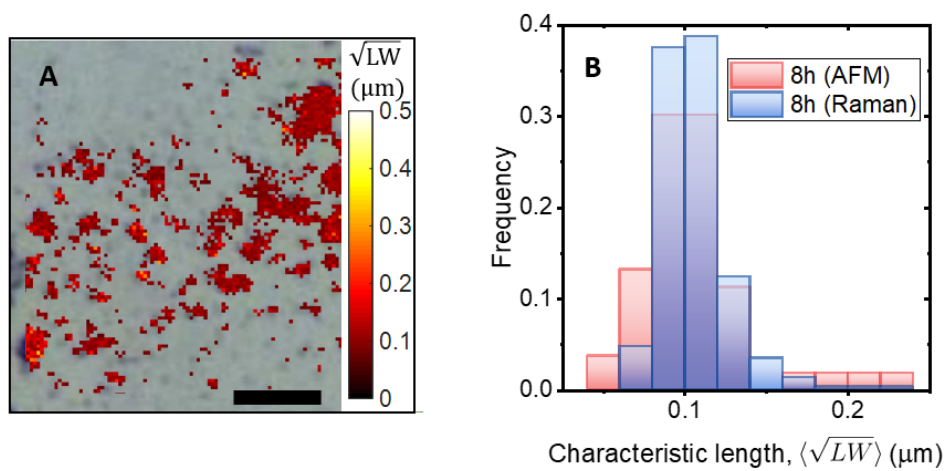 A
√LW
(μm)
0.5
0.4
0.3
0.2
0.1
0
B
0.4
0.3
0.2
0.1
0.0
Frequency
8h (AFM)
8h (Raman)
0.1
0.2
Characteristic length, ⟨√LW⟩ (μm)